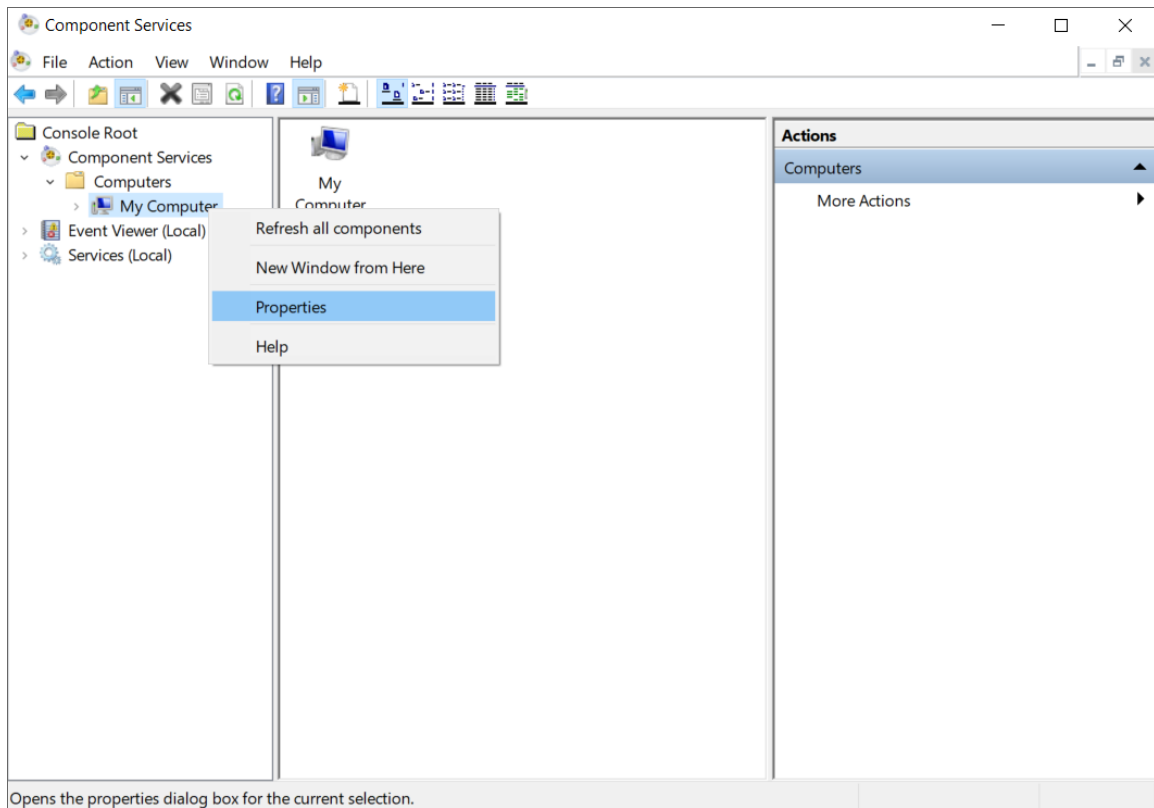 Component Services
File Action View Window Help
Console Root
Component Services
Computers
My Computer
Event Viewer (Local)
Services (Local)
My
Computer
Refresh all components
New Window from Here
Properties
Help
Actions
Computers
More Actions
Opens the properties dialog box for the current selection.